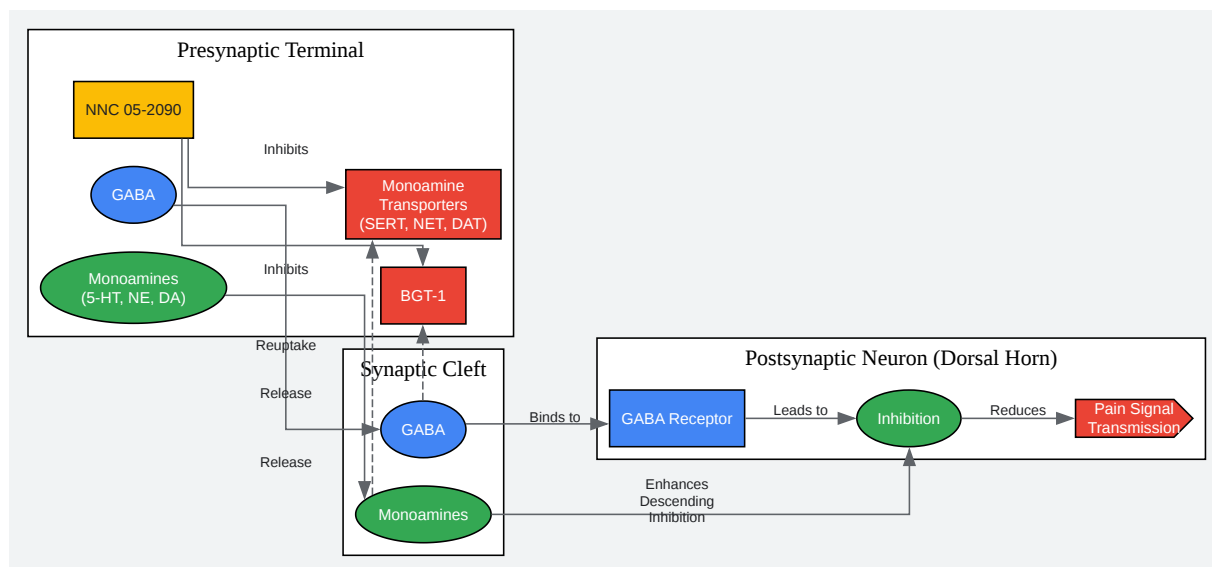 Presynaptic Terminal
NNC 05-2090
Inhibits
GABA
Monoamine
Transporters
(SERT, NET, DAT)
Inhibits
Monoamines
(5-HT, NE, DA)
BGT-1
Reuptake
Release
Release
Synaptic Cleft
GABA
Monoamines
Binds to
Enhances
Descending
Inhibition
Postsynaptic Neuron (Dorsal Horn)
GABA Receptor
Leads to
Inhibition
Reduces
Pain Signal
Transmission